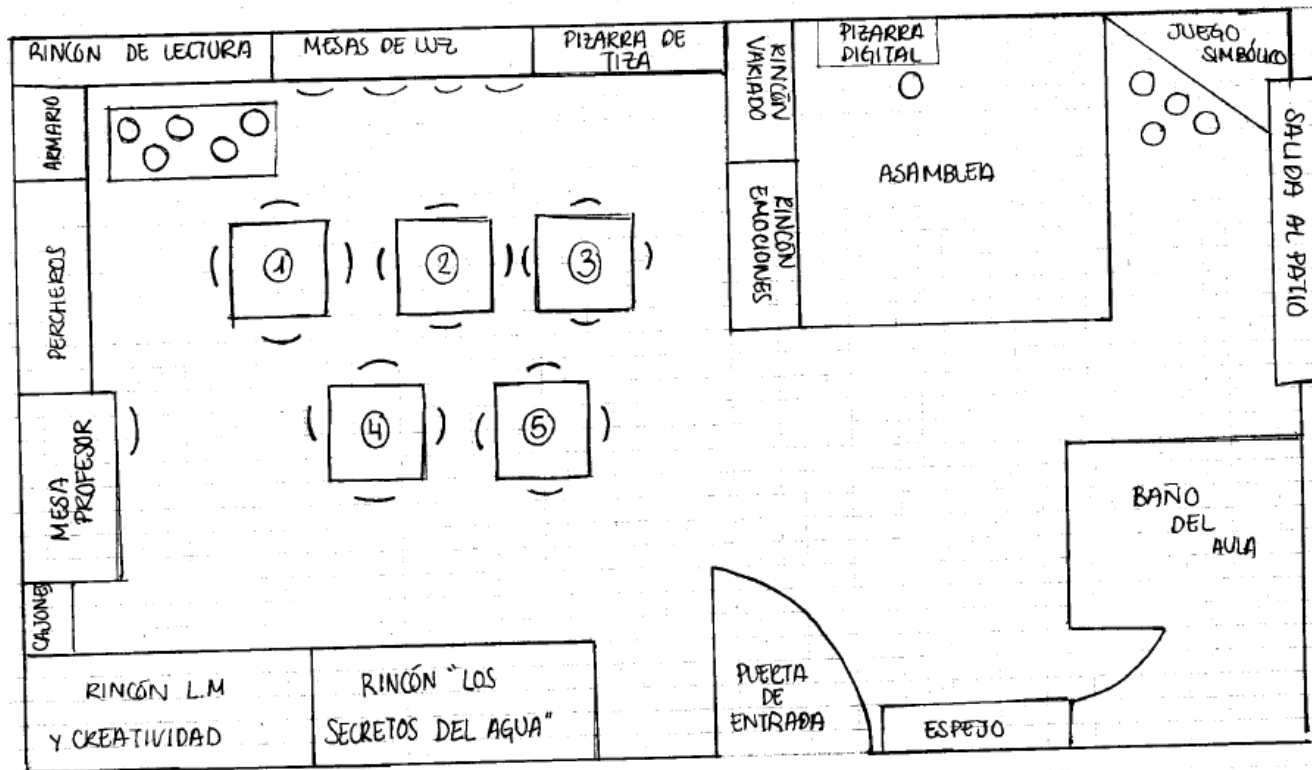 RINCÓN DE LECTURA
MESAS DE LUZ
PIZARRA DE
TIZA
RINCÓN
VARIADO
PIZARRA
DIGITAL
JUEGO
SIMBÓLICO
ARMARIO
ASAMBLEA
SALIDA AL PATIO
PERCHEROS
RINCÓN
EMOCIONES
1
2
3
4
5
MESA
PROFESOR
BAÑO
DEL
AULA
CAJONES
RINCÓN L.M
Y CREATIVIDAD
RINCÓN "LOS
SECRETOS DEL AGUA"
PUERTA
DE
ENTRADA
ESPEJO